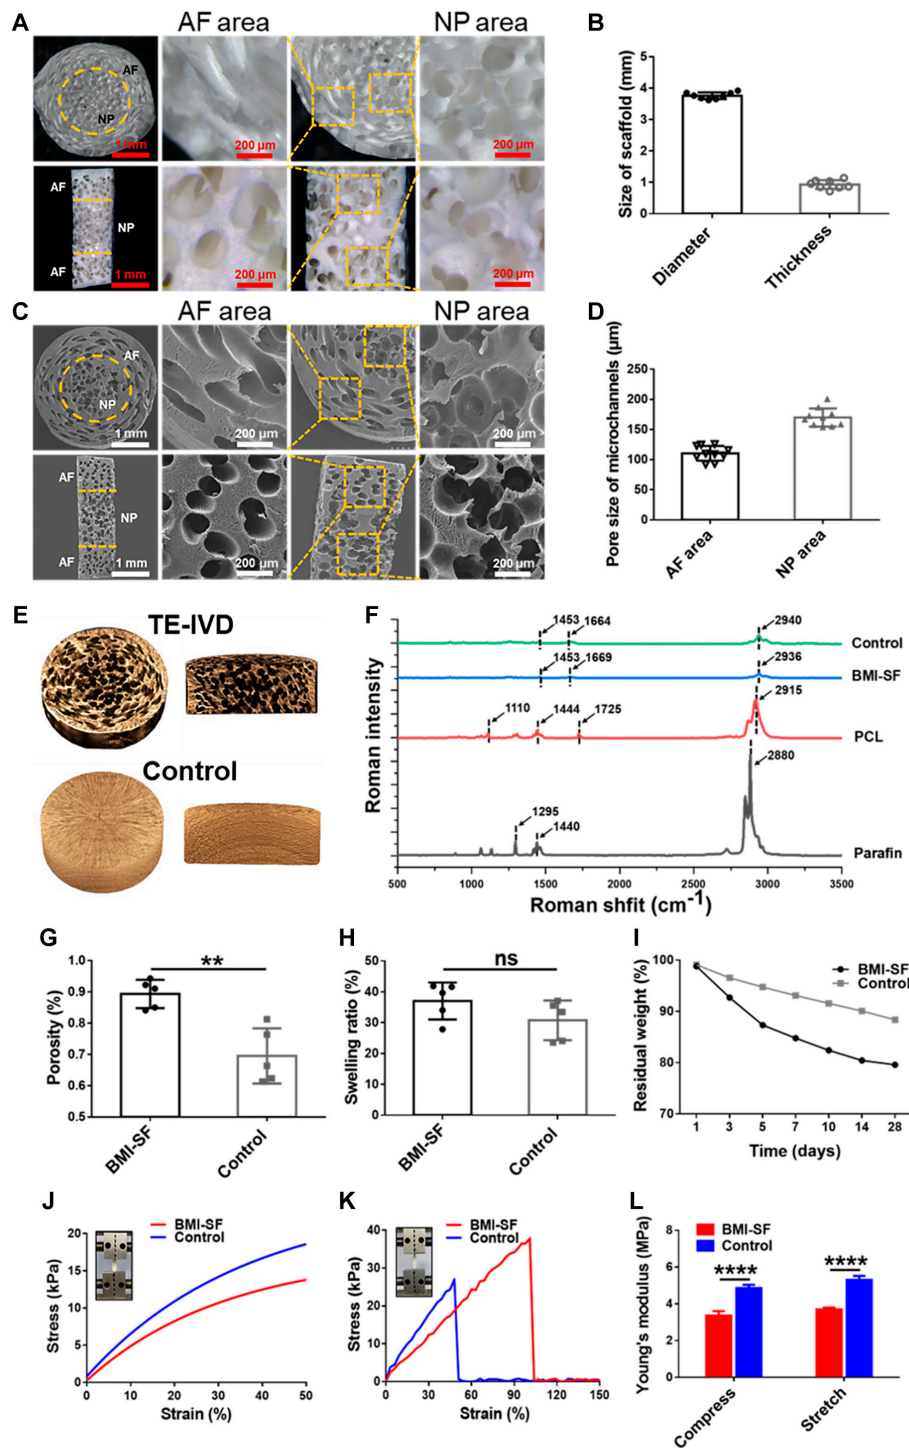 A
AF area
NP area
AF
NP
1 mm
200 µm
200 µm
AF
NP
AF
1 mm
200 µm
200 µm
B
Size of scaffold (mm)
5
4
3
2
1
0
Diameter
Thickness
C
AF area
NP area
AF
NP
1 mm
200 µm
200 µm
AF
NP
AF
1 mm
200 µm
200 µm
D
Pore size of microchannels (µm)
250
200
150
100
50
0
AF area
NP area
E
TE-IVD
Control
F
Roman intensity
1453
1664
2940
Control
1453
1669
2936
BMI-SF
1110
1444
1725
2915
PCL
2880
1295
1440
Parafin
500
1000
1500
2000
2500
3000
3500
Roman shfit (cm-1)
G
Porosity (%)
1.0
0.9
0.8
0.7
0.6
0.5
**
BMI-SF
Control
H
Swelling ratio (%)
50
40
30
20
10
0
ns
BMI-SF
Control
I
Residual weight (%)
100
90
80
70
BMI-SF
Control
1
3
5
7
10
14
28
Time (days)
J
Stress (kPa)
25
20
15
10
5
0
BMI-SF
Control
0
10
20
30
40
50
Strain (%)
K
Stress (kPa)
40
30
20
10
0
BMI-SF
Control
0
30
60
90
120
150
Strain (%)
L
Young's modulus (MPa)
8
6
4
2
0
BMI-SF
Control
****
****
Compress
Stretch